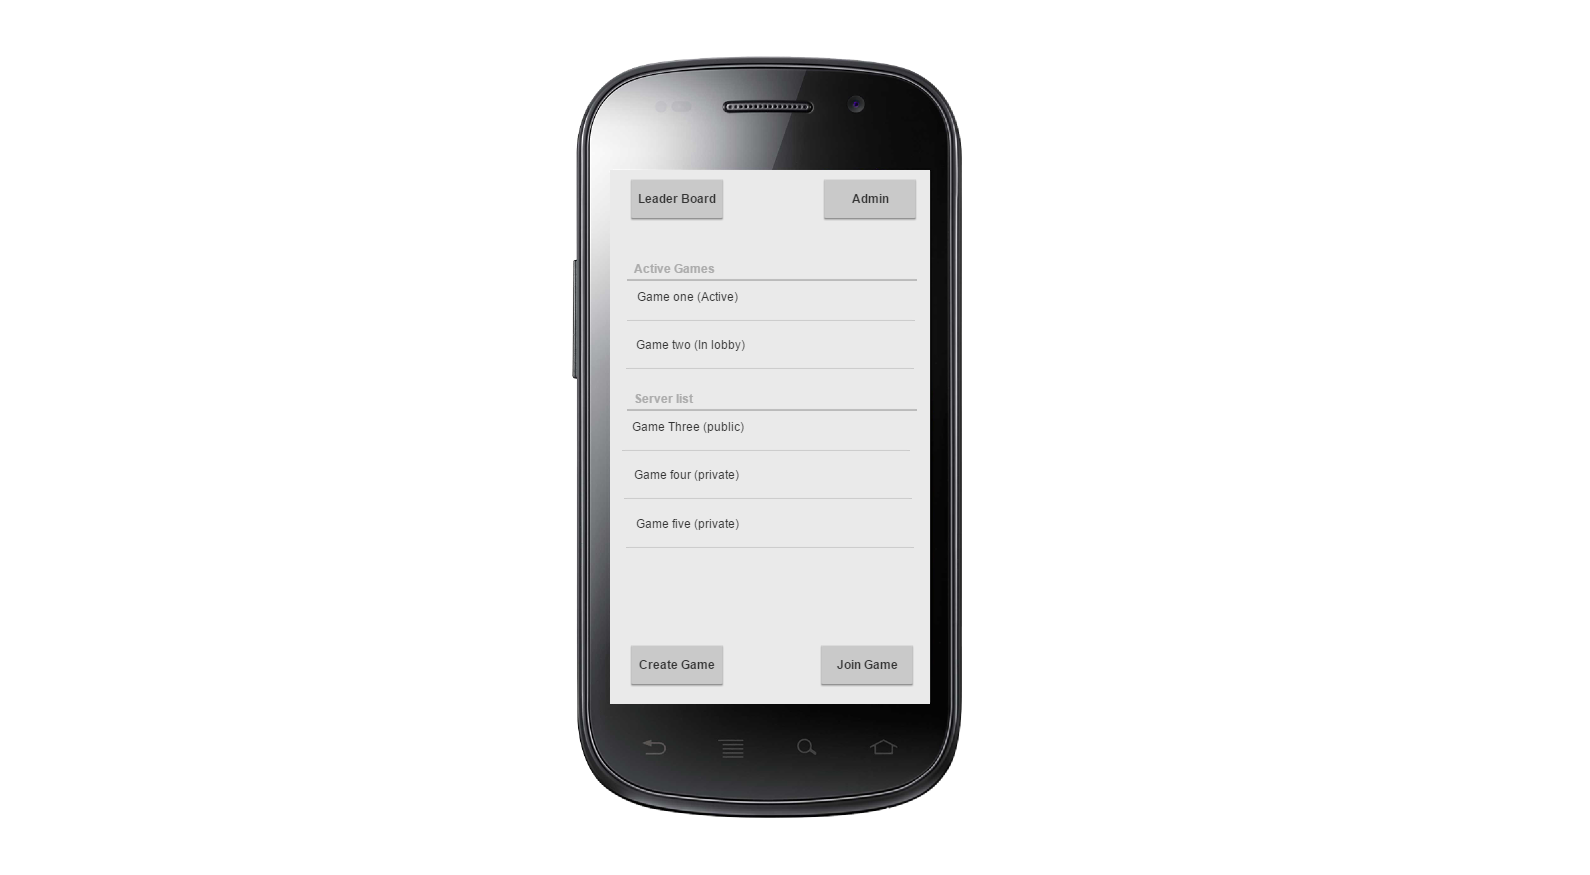 Leader Board
Admin
Active Games
Game one (Active)
Game two (In lobby)
Server list
Game Three (public)
Game four (private)
Game five (private)
Create Game
Join Game